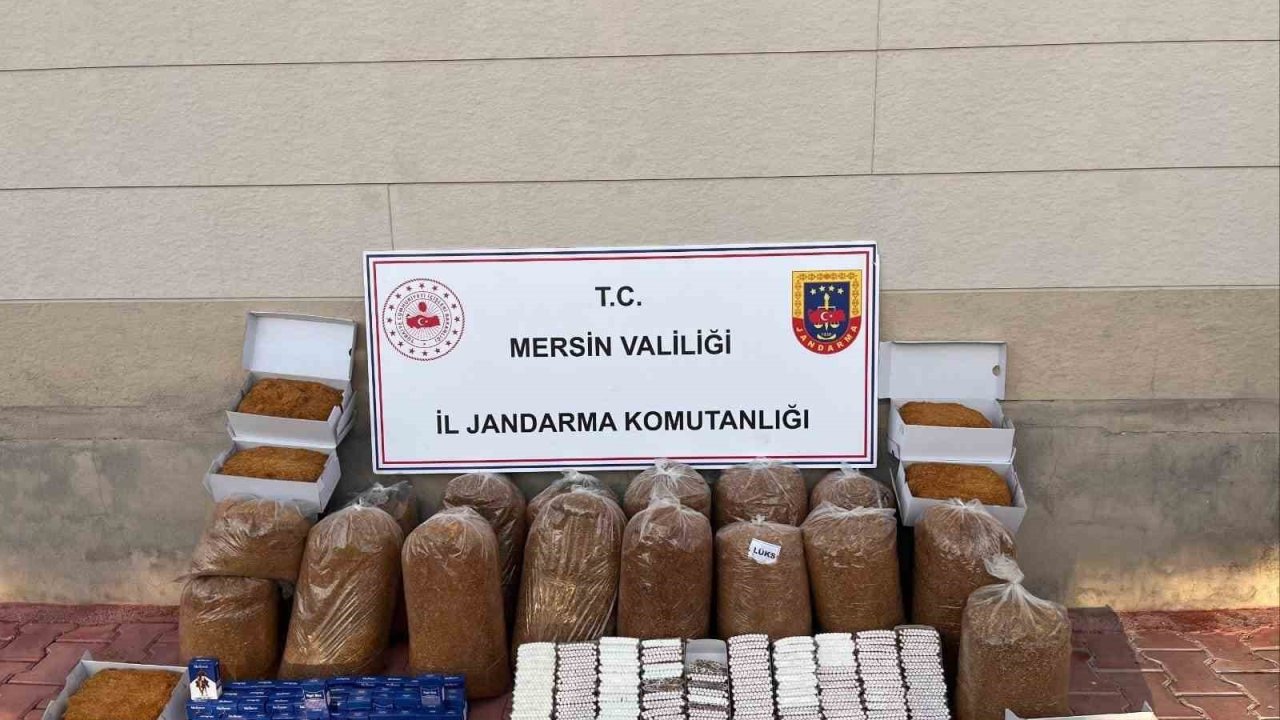 T.C.
MERSİN VALİLİĞİ
İL JANDARMA KOMUTANLIĞI
JANDARMA
LÜKS